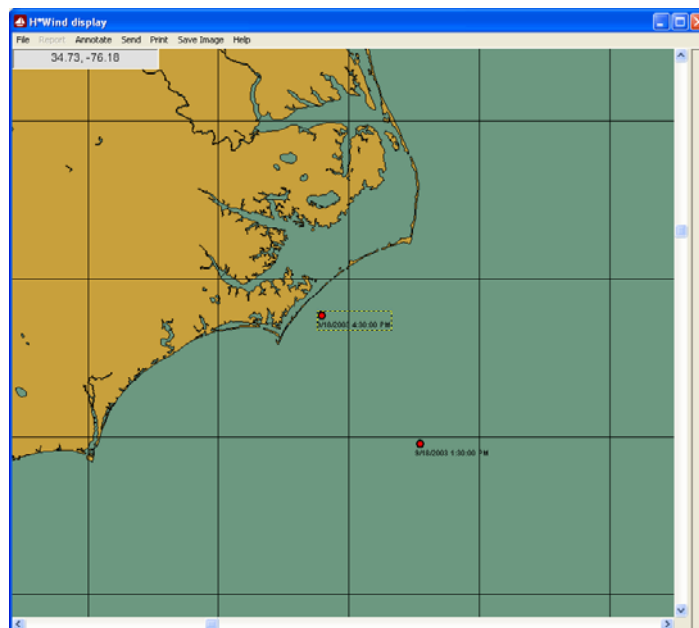 H*Wind display
File Report Annotate Send Print Save Image Help
34.73, -76.18
9/18/2003 4:30:00 PM
9/18/2003 1:30:00 PM